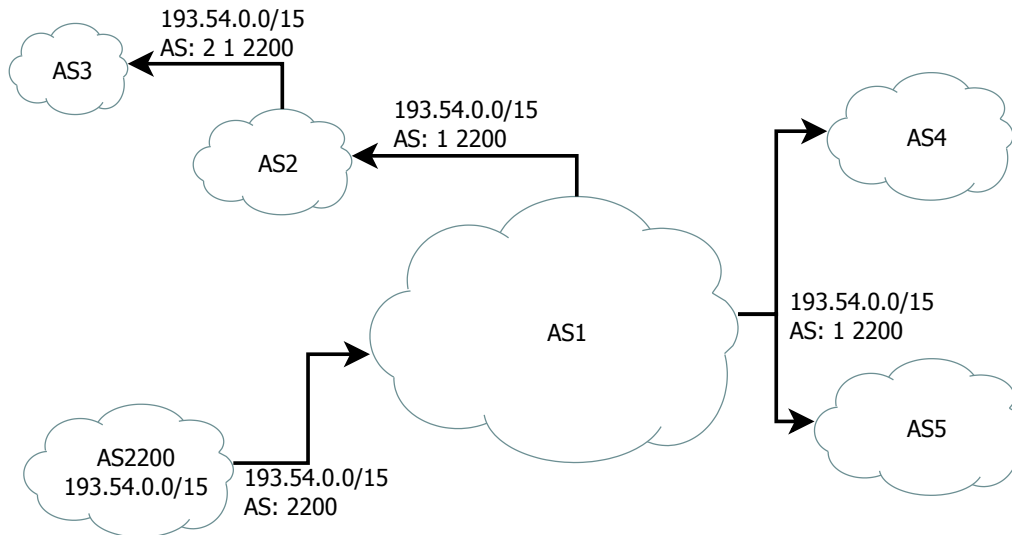 193.54.0.0/15
AS: 2 1 2200
AS3
193.54.0.0/15
AS: 1 2200
AS2
AS4
193.54.0.0/15
AS: 1 2200
AS1
AS5
AS2200
193.54.0.0/15
193.54.0.0/15
AS: 2200